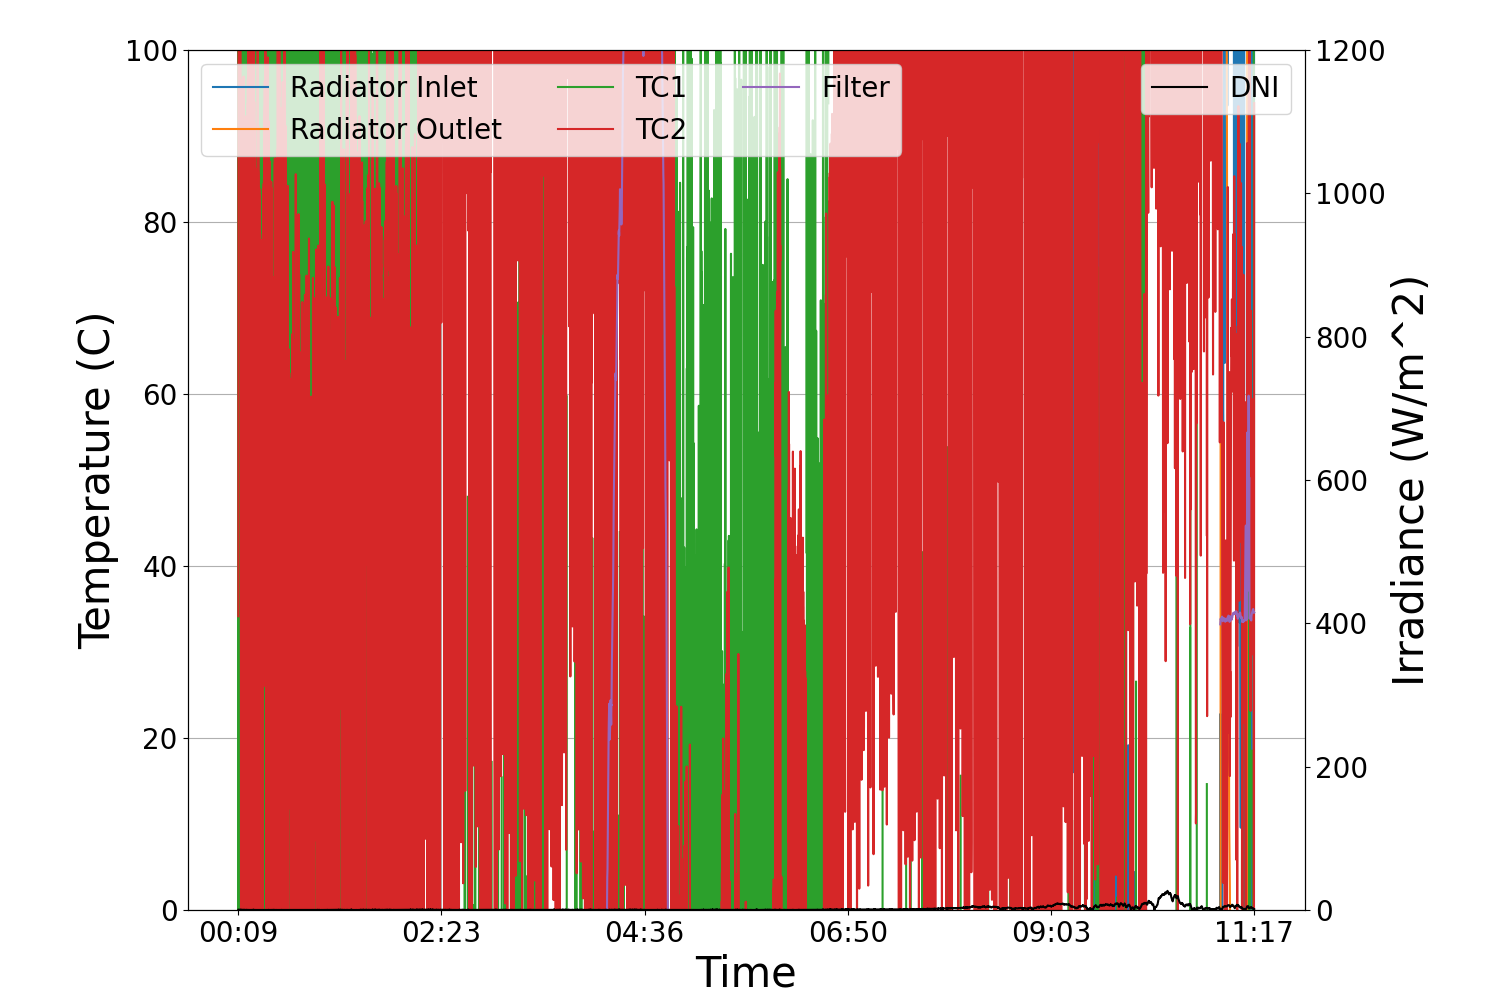 Radiator Inlet
Radiator Outlet
TC1
TC2
Filter
DNI
Temperature (C)
100
80
60
40
20
0
Irradiance (W/m^2)
1200
1000
800
600
400
200
0
00:09 02:23 04:36 06:50 09:03 11:17
Time